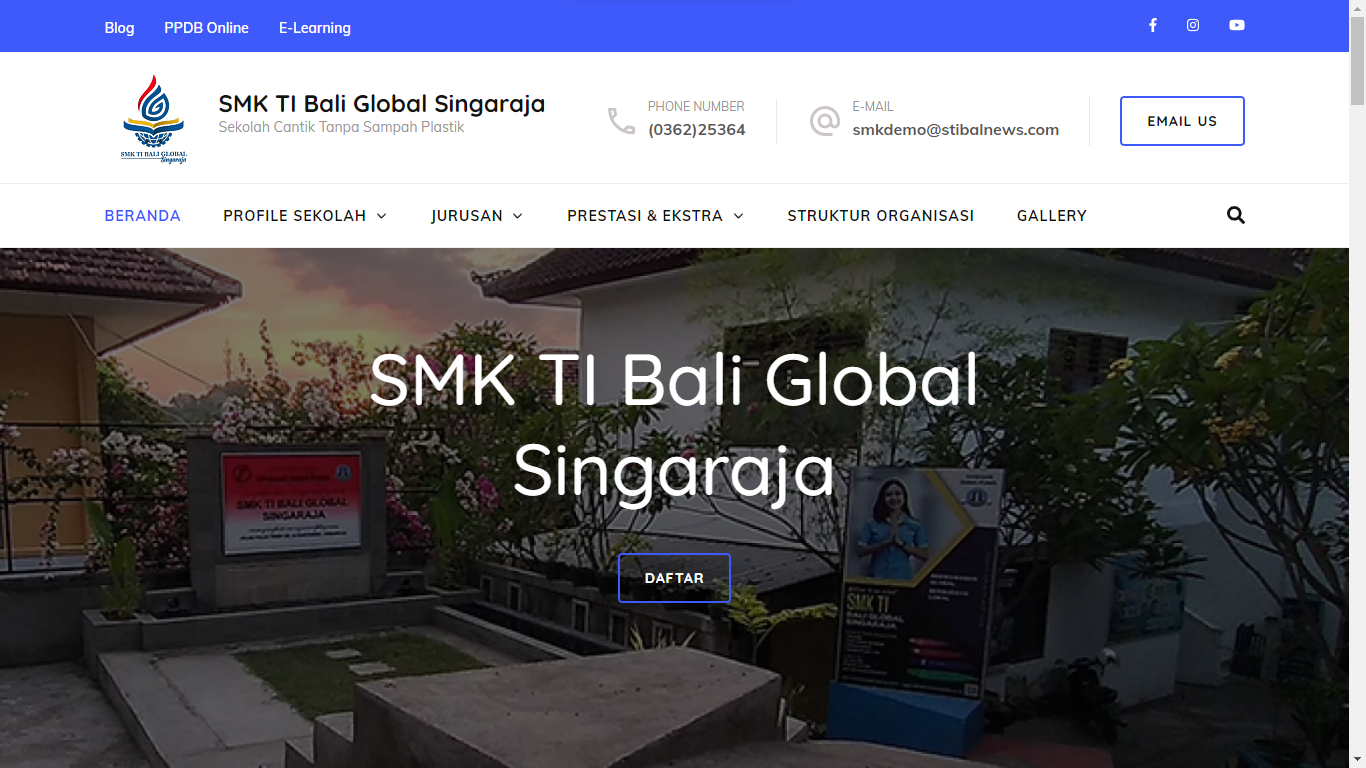 Blog PPDB Online E-Learning
SMK TI BALI GLOBAL
Singaraja
SMK TI Bali Global Singaraja
Sekolah Cantik Tanpa Sampah Plastik
PHONE NUMBER
(0362)25364
E-MAIL
smkdemo@stibalnews.com
EMAIL US
BERANDA PROFILE SEKOLAH JURUSAN PRESTASI & EKSTRA STRUKTUR ORGANISASI GALLERY
SMK TI Bali Global
Singaraja
DAFTAR
SMK TI BALI GLOBAL
SINGARAJA
SMK TI
BALI GLOBAL
SINGARAJA